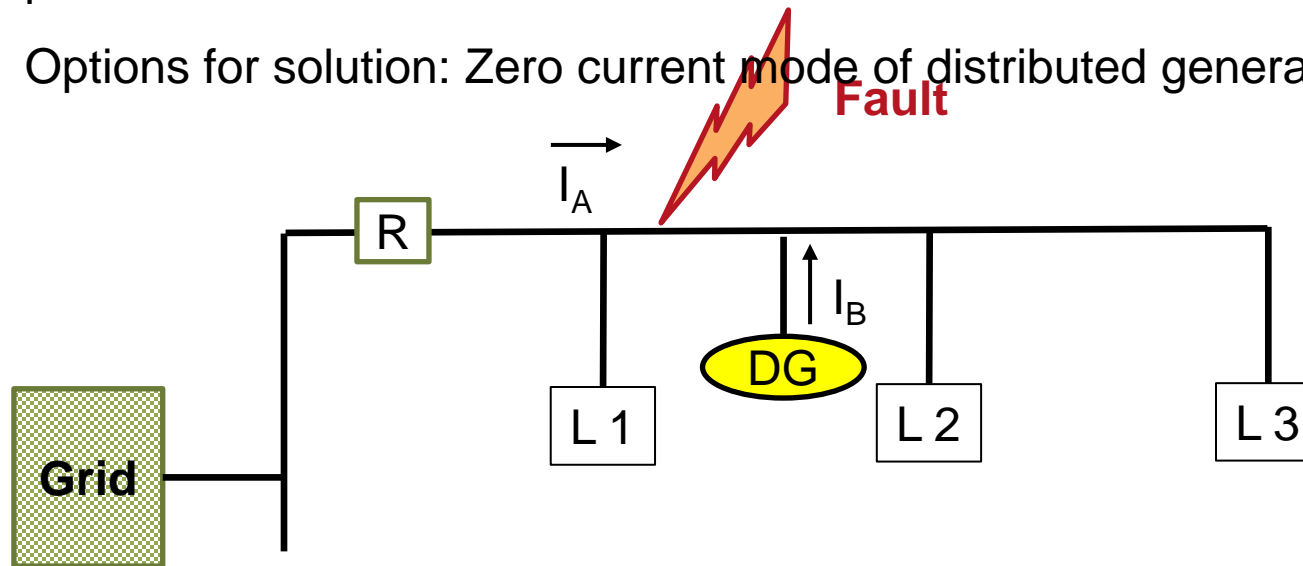 Options for solution: Zero current mode of distributed genera
Fault
I_A
R
I_B
DG
L 1
L 2
L 3
Grid